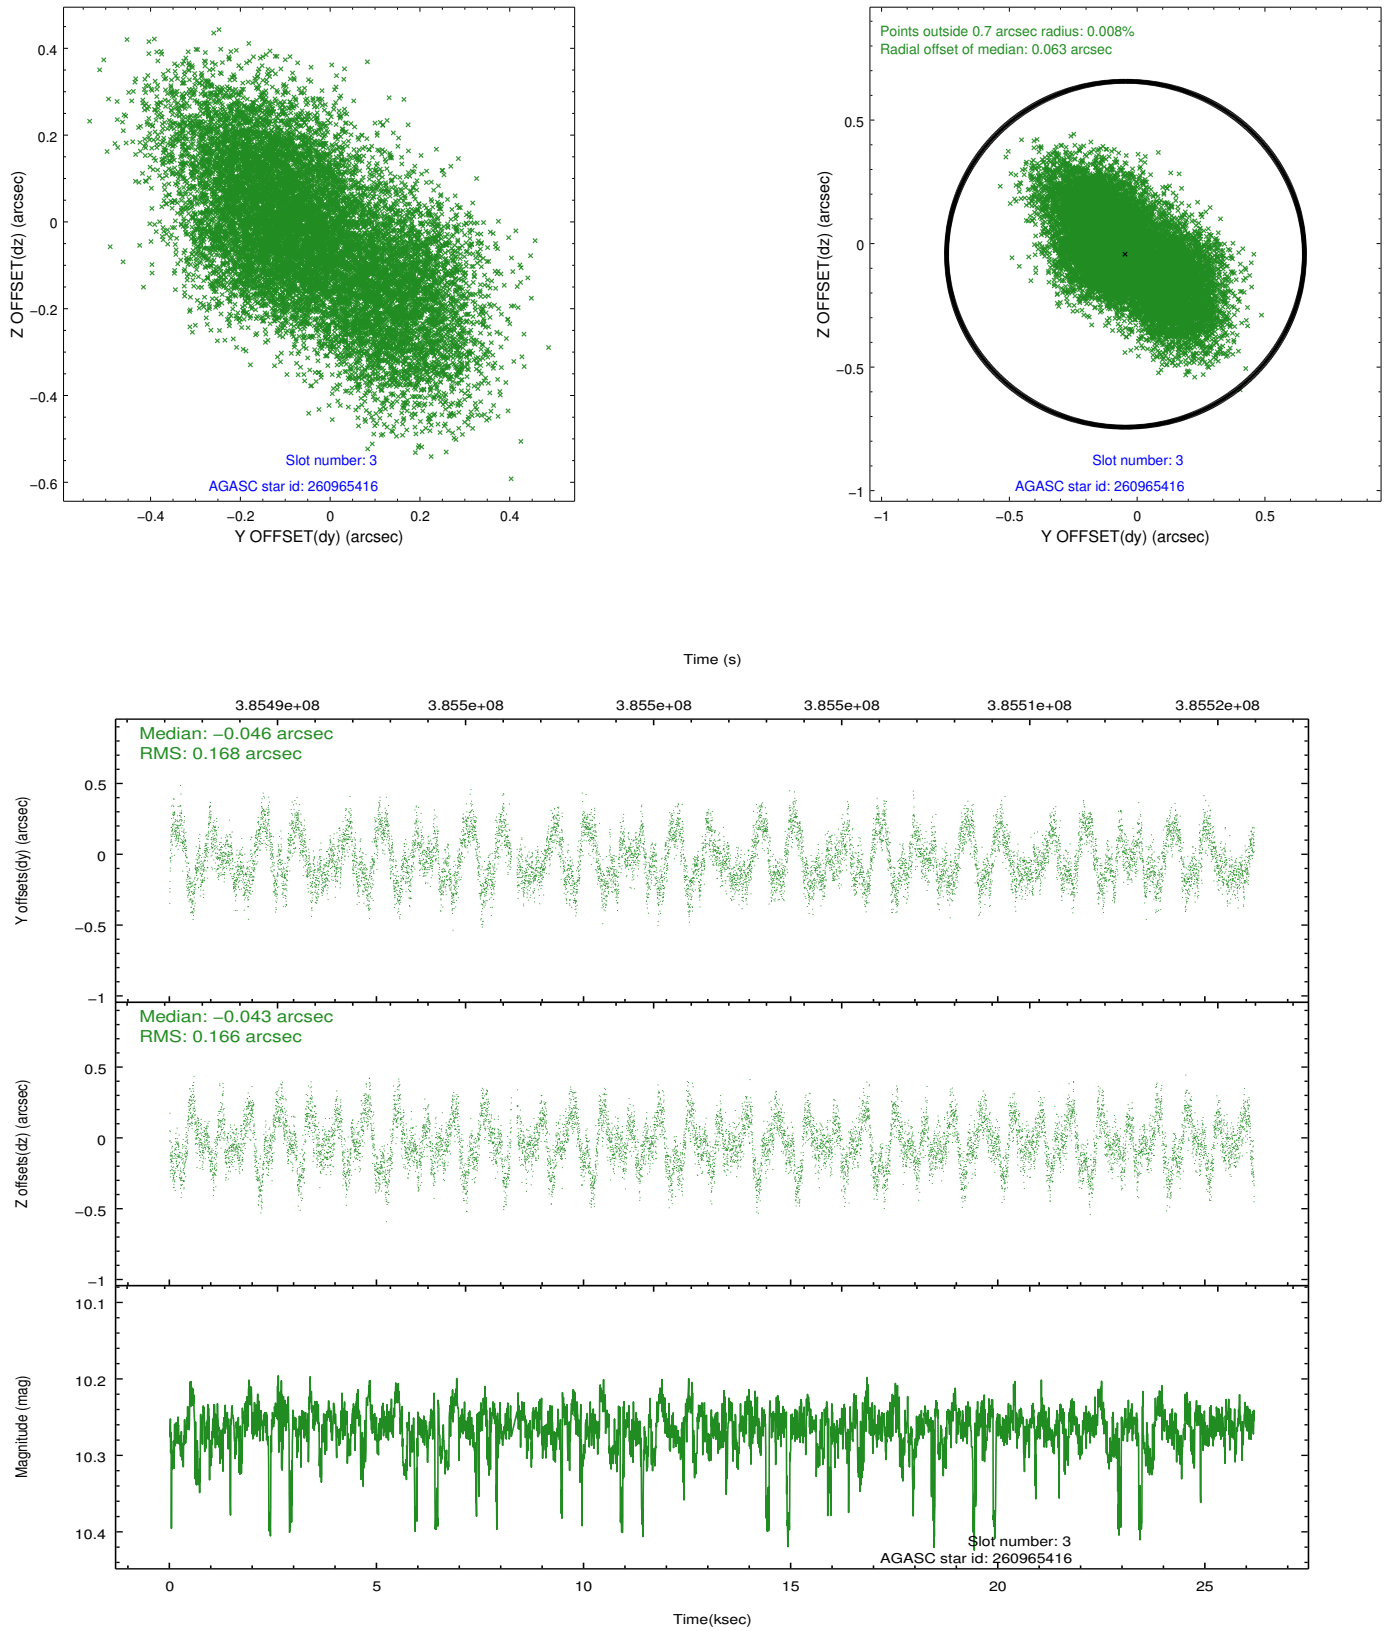 0.4
0.2
0
−0.2
−0.4
−0.6
Z OFFSET(dz) (arcsec)
Slot number: 3
AGASC star id: 260965416
−0.4
−0.2
0
0.2
0.4
Y OFFSET(dy) (arcsec)
Points outside 0.7 arcsec radius: 0.008%
Radial offset of median: 0.063 arcsec
0.5
0
−0.5
−1
Z OFFSET(dz) (arcsec)
Slot number: 3
AGASC star id: 260965416
−1
−0.5
0
0.5
Y OFFSET(dy) (arcsec)
Time (s)
3.8549e+08
3.855e+08
3.855e+08
3.855e+08
3.8551e+08
3.8552e+08
Median: −0.046 arcsec
RMS: 0.168 arcsec
0.5
0
−0.5
−1
Y offsets(dy) (arcsec)
Median: −0.043 arcsec
RMS: 0.166 arcsec
0.5
0
−0.5
−1
Z offsets(dz) (arcsec)
10.1
10.2
10.3
10.4
Magnitude (mag)
Slot number: 3
AGASC star id: 260965416
0
5
10
15
20
25
Time(ksec)